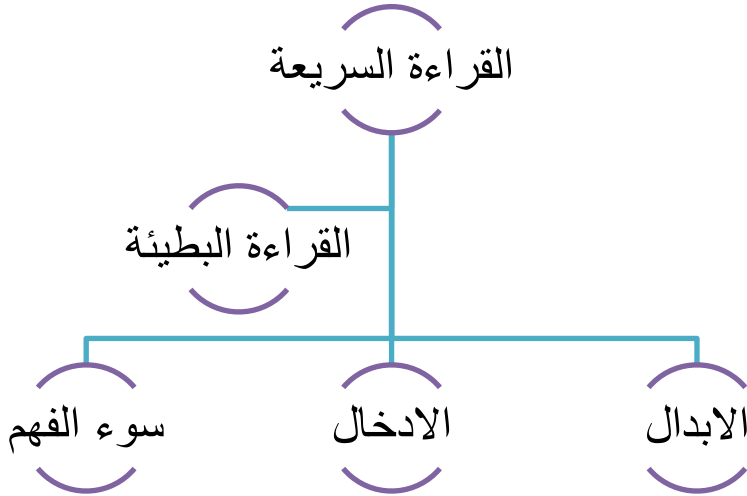 القراءة السريعة
القراءة البطيئة
الابدال
الادخال
سوء الفهم